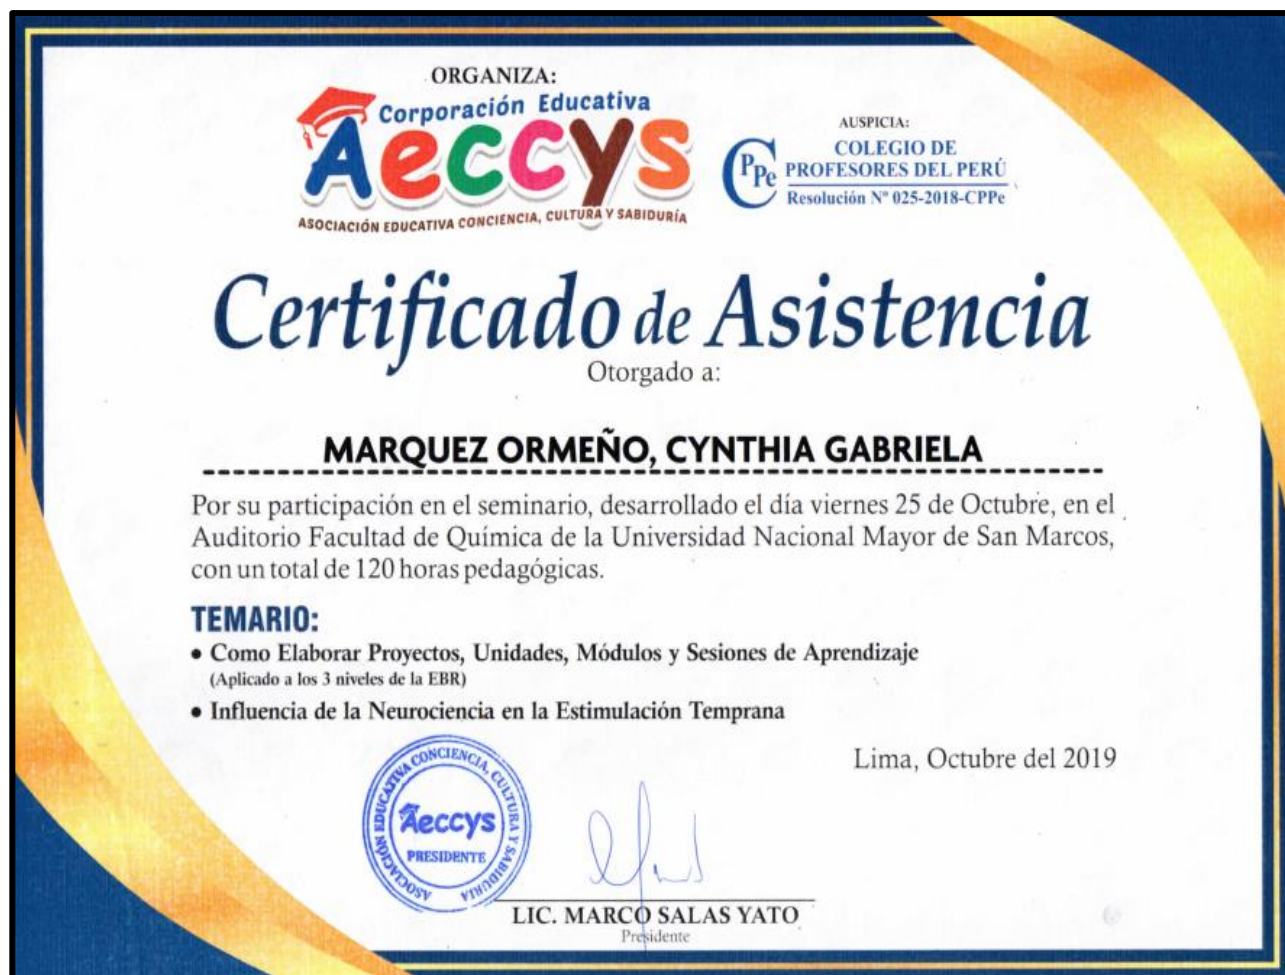 ORGANIZA:
Corporación Educativa
Aeccys
ASOCIACIÓN EDUCATIVA CONCIENCIA, CULTURA Y SABIDURÍA
AUSPICIA:
CPPe
COLEGIO DE
PROFESORES DEL PERÚ
Resolución N° 025-2018-CPPe
Certificado de Asistencia
Otorgado a:
MARQUEZ ORMEÑO, CYNTHIA GABRIELA
Por su participación en el seminario, desarrollado el día viernes 25 de Octubre, en el
Auditorio Facultad de Química de la Universidad Nacional Mayor de San Marcos,
con un total de 120 horas pedagógicas.
TEMARIO:
• Como Elaborar Proyectos, Unidades, Módulos y Sesiones de Aprendizaje
(Aplicado a los 3 niveles de la EBR)
• Influencia de la Neurociencia en la Estimulación Temprana
Lima, Octubre del 2019
ASOCIACIÓN EDUCATIVA CONCIENCIA, CULTURA Y SABIDURIA
Aeccys
PRESIDENTE
LIC. MARCO SALAS YATO
Presidente